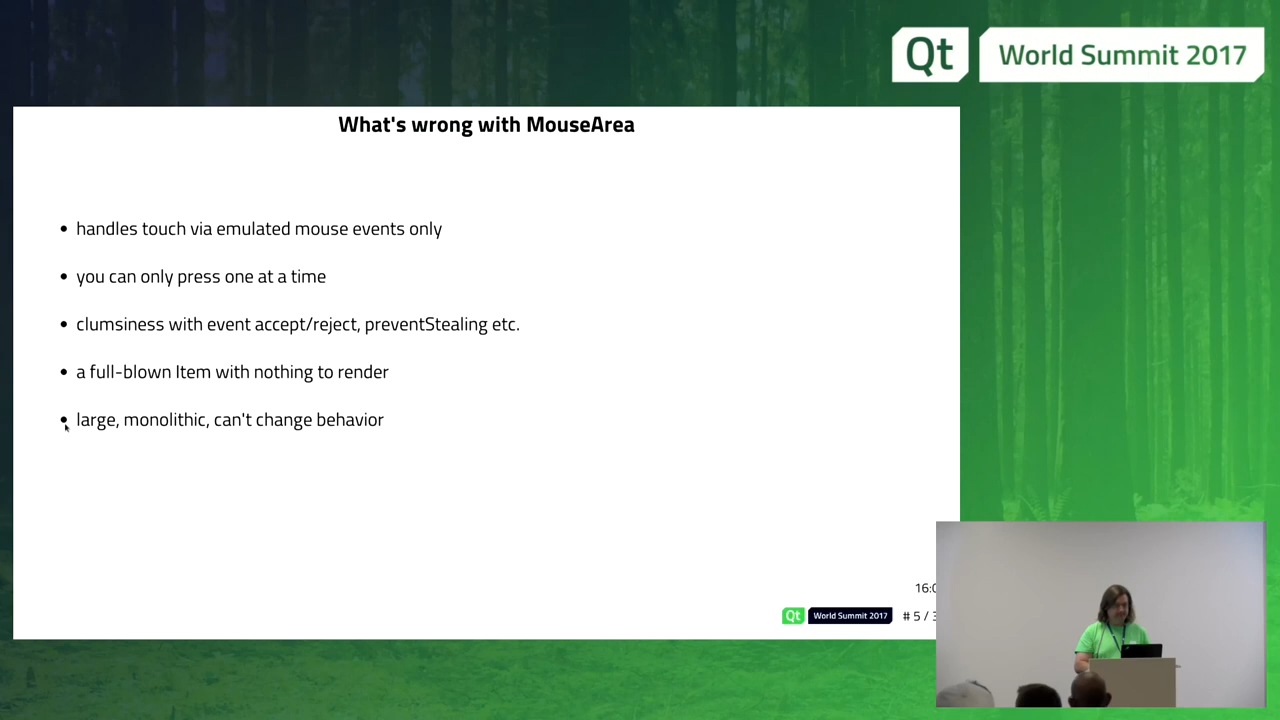 Qt World Summit 2017
What's wrong with MouseArea
• handles touch via emulated mouse events only
• you can only press one at a time
• clumsiness with event accept/reject, preventStealing etc.
• a full-blown Item with nothing to render
• large, monolithic, can't change behavior
16:0
Qt World Summit 2017 # 5 / 3